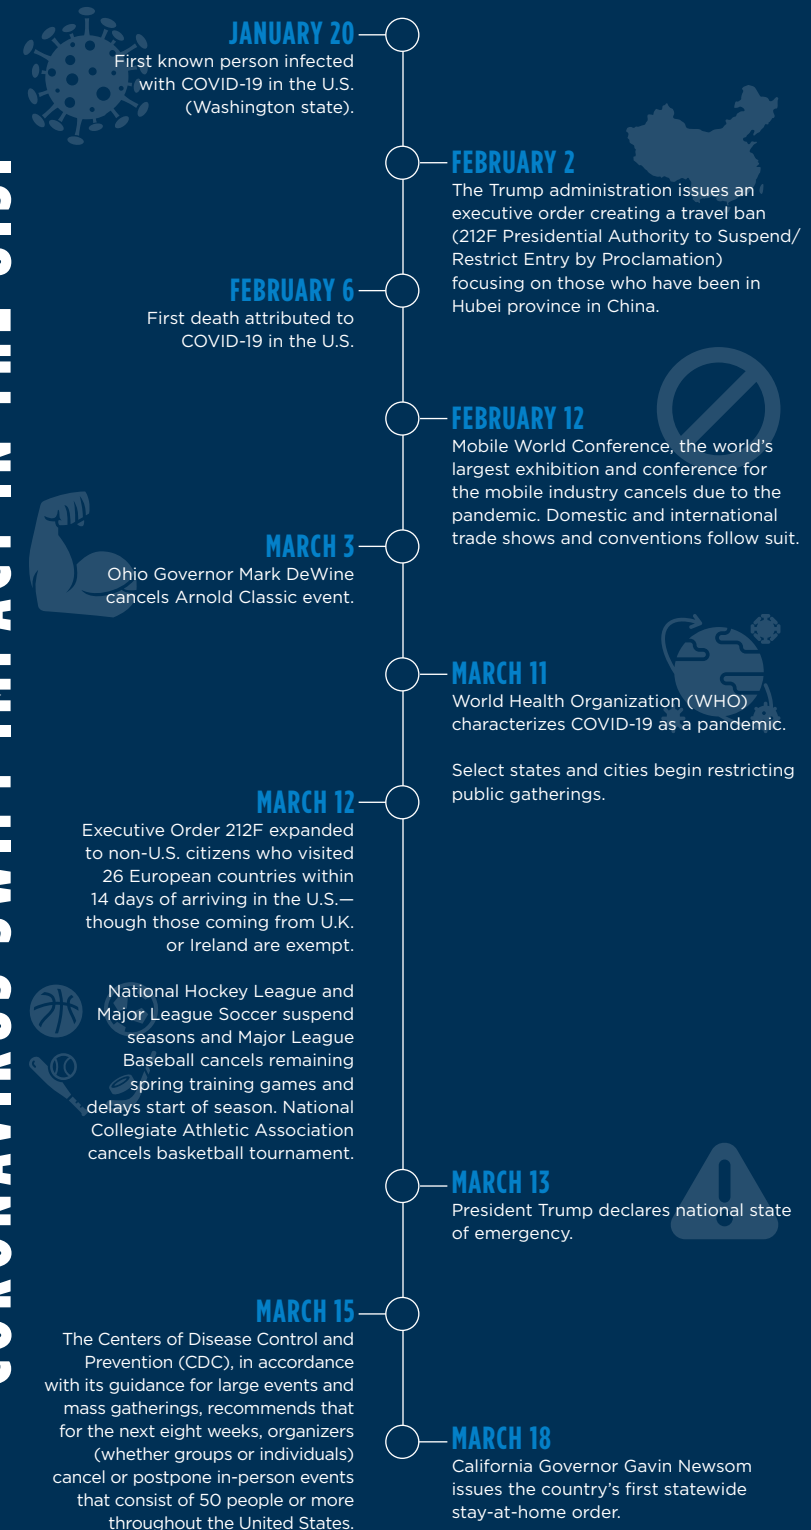 JANUARY 20
First known person infected
with COVID-19 in the U.S.
(Washington state).
FEBRUARY 2
The Trump administration issues an
executive order creating a travel ban
(212F Presidential Authority to Suspend/
Restrict Entry by Proclamation)
focusing on those who have been in
Hubei province in China.
FEBRUARY 6
First death attributed to
COVID-19 in the U.S.
FEBRUARY 12
Mobile World Conference, the world’s
largest exhibition and conference for
the mobile industry cancels due to the
pandemic. Domestic and international
trade shows and conventions follow suit.
MARCH 3
Ohio Governor Mark DeWine
cancels Arnold Classic event.
MARCH 11
World Health Organization (WHO)
characterizes COVID-19 as a pandemic.
Select states and cities begin restricting
public gatherings.
MARCH 12
Executive Order 212F expanded
to non-U.S. citizens who visited
26 European countries within
14 days of arriving in the U.S.—
though those coming from U.K.
or Ireland are exempt.
National Hockey League and
Major League Soccer suspend
seasons and Major League
Baseball cancels remaining
spring training games and
delays start of season. National
Collegiate Athletic Association
cancels basketball tournament.
MARCH 13
President Trump declares national state
of emergency.
MARCH 15
The Centers of Disease Control and
Prevention (CDC), in accordance
with its guidance for large events and
mass gatherings, recommends that
for the next eight weeks, organizers
(whether groups or individuals)
cancel or postpone in-person events
that consist of 50 people or more
throughout the United States.
MARCH 18
California Governor Gavin Newsom
issues the country’s first statewide
stay-at-home order.